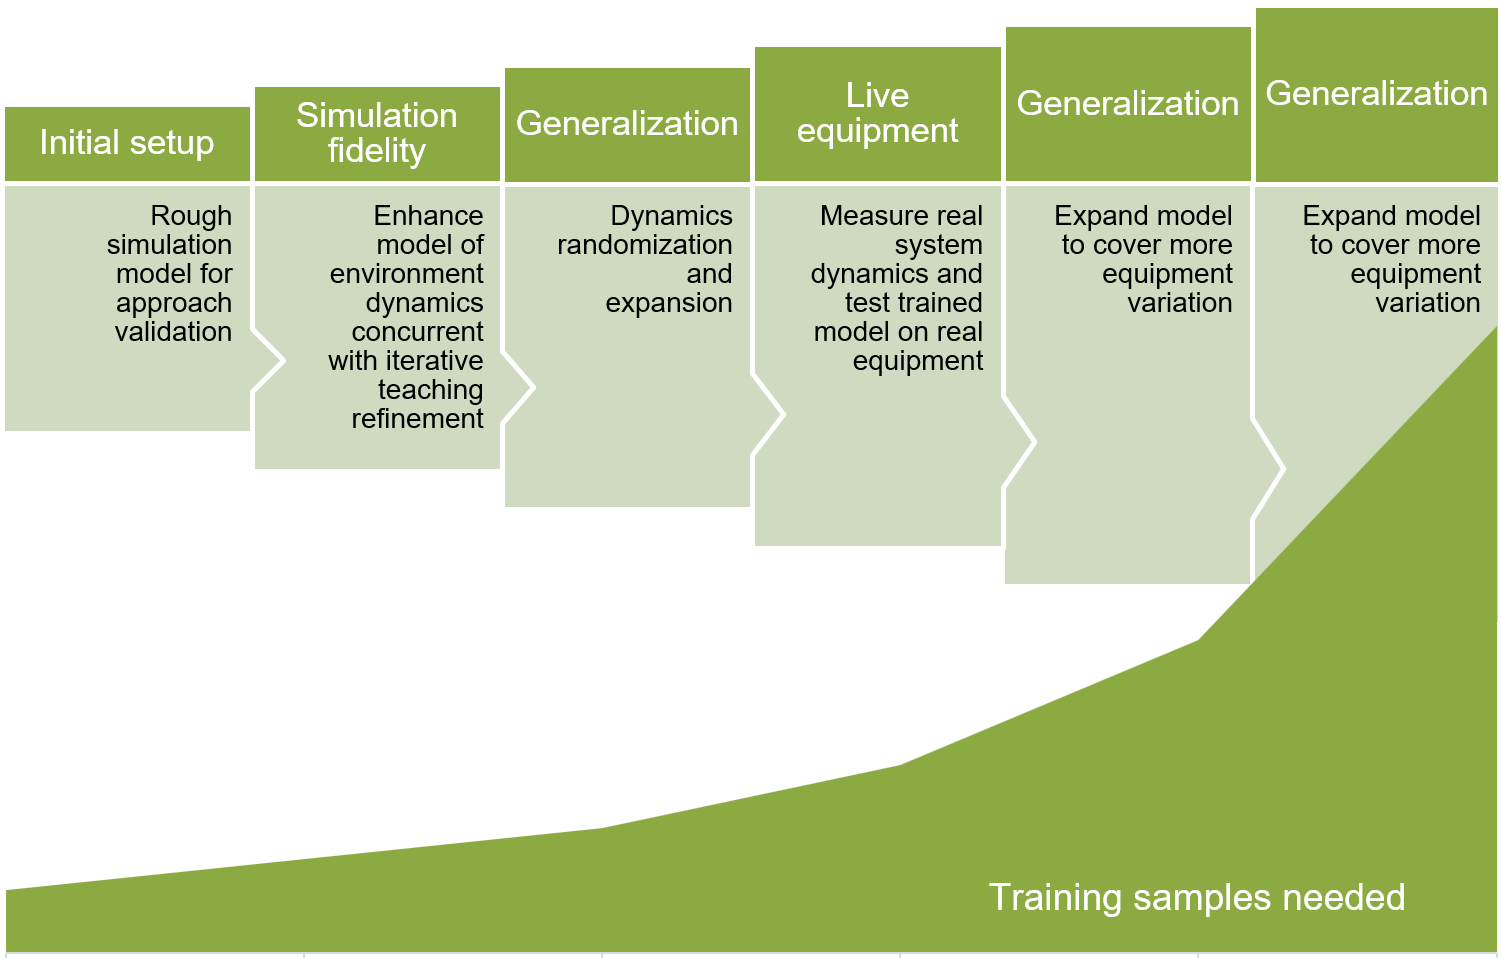 Initial setup
Rough
simulation
model for
approach
validation
Simulation
fidelity
Enhance
model of
environment
dynamics
concurrent
with iterative
teaching
refinement
Generalization
Dynamics
randomization
and
expansion
Live
equipment
Measure real
system
dynamics and
test trained
model on real
equipment
Generalization
Expand model
to cover more
equipment
variation
Generalization
Expand model
to cover more
equipment
variation
Training samples needed